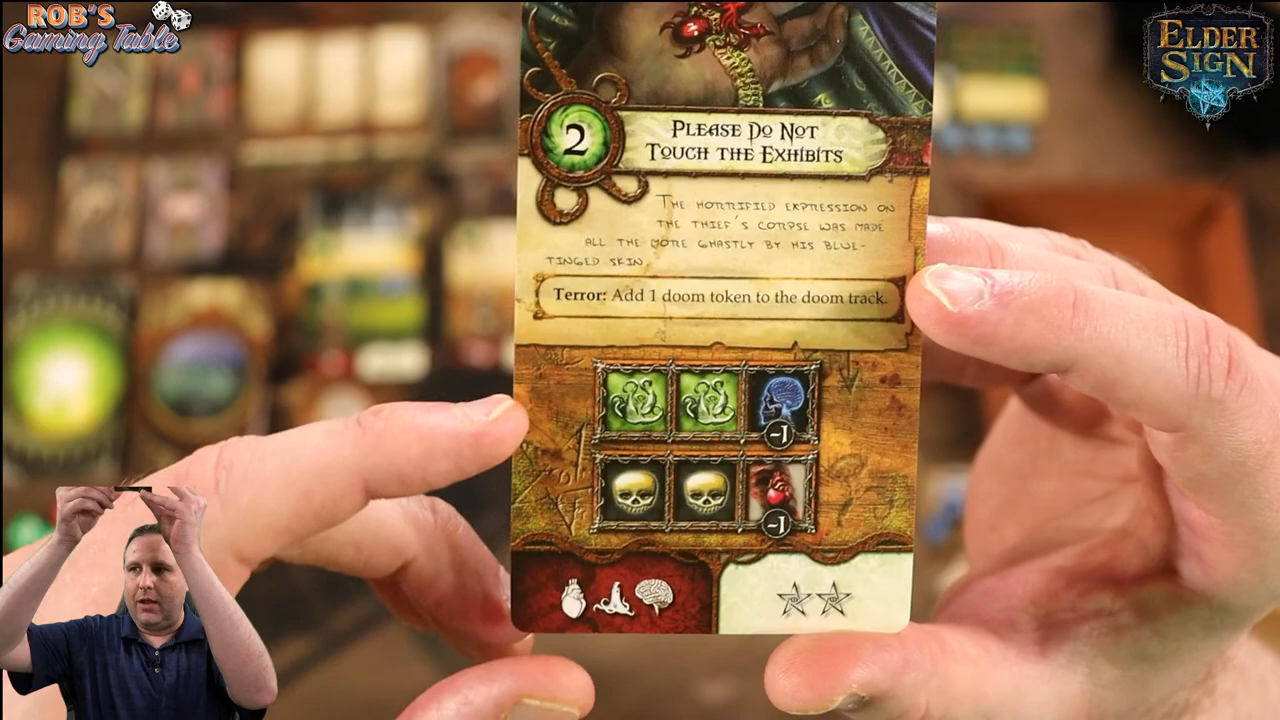 ROB'S
Gaming Table
ELDER
SIGN
2
PLEASE DO NOT
TOUCH THE EXHIBITS
THE HORRIFIED EXPRESSION ON
THE THIEF'S CORPSE WAS MADE
ALL THE MORE GHASTLY BY HIS BLUE-
TINGED SKIN.
Terror: Add 1 doom token to the doom track.
-1
-1